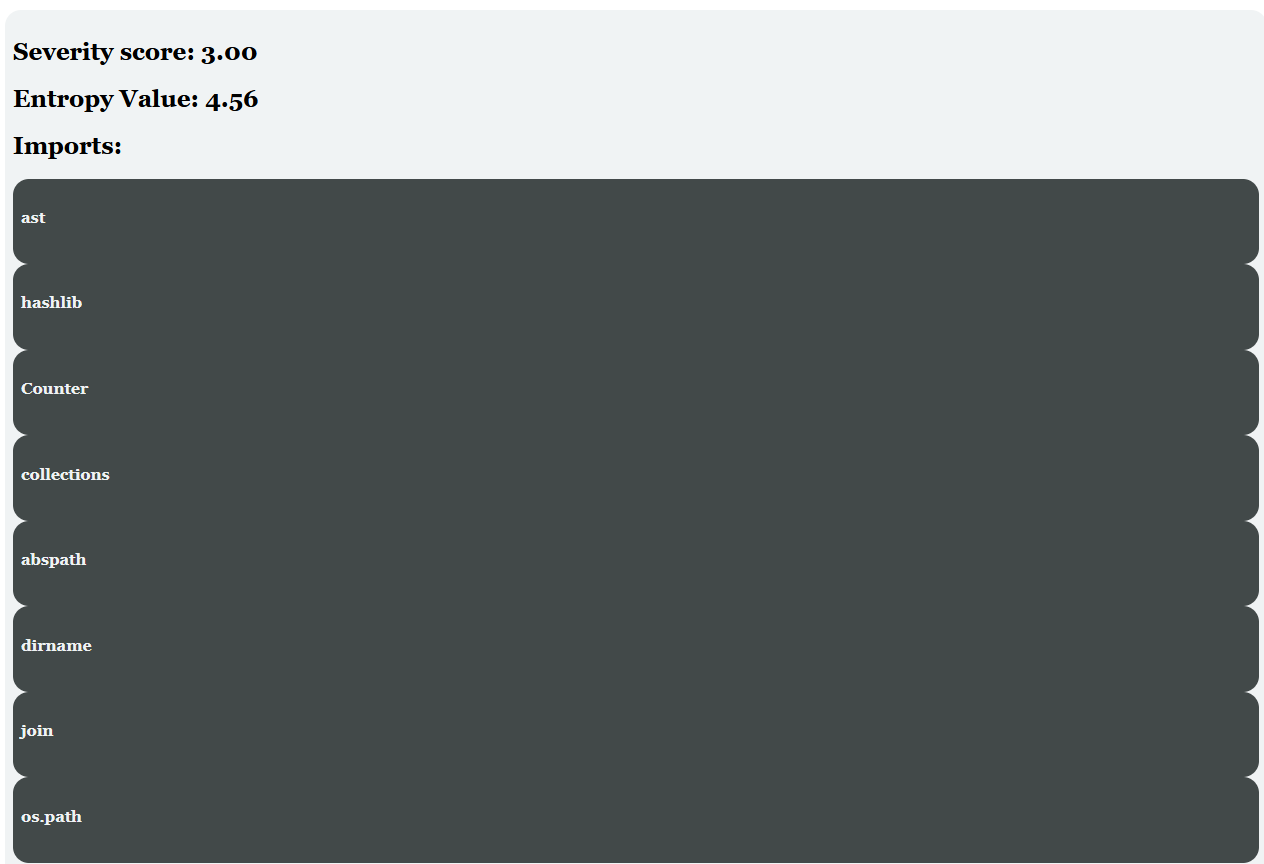 Severity score: 3.00
Entropy Value: 4.56
Imports:
ast
hashlib
Counter
collections
abspath
dirname
join
os.path